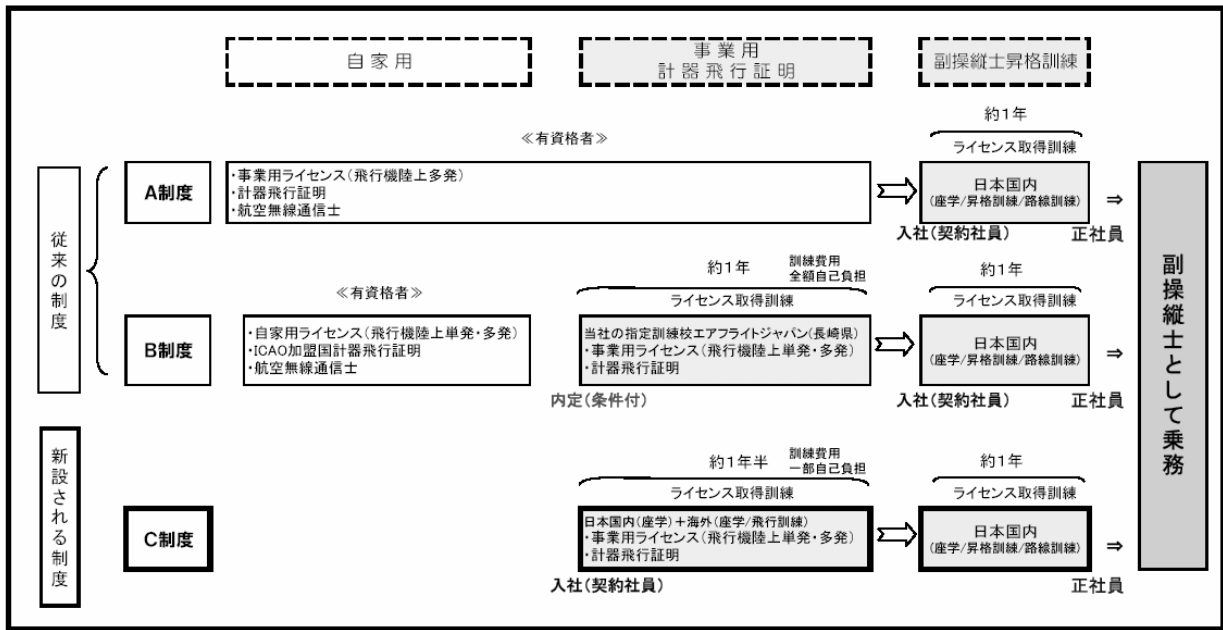 自家用
事業用
計器飛行証明
副操縦士昇格訓練
従来の制度
A制度
≪有資格者≫
・事業用ライセンス(飛行機陸上多発)
・計器飛行証明
・航空無線通信士
約1年
ライセンス取得訓練
日本国内
(座学/昇格訓練/路線訓練)
⇒
入社(契約社員)
正社員
B制度
≪有資格者≫
・自家用ライセンス(飛行機陸上単発・多発)
・ICAO加盟国計器飛行証明
・航空無線通信士
約1年
訓練費用
全額自己負担
ライセンス取得訓練
当社の指定訓練校エアフライトジャパン(長崎県)
・事業用ライセンス(飛行機陸上単発・多発)
・計器飛行証明
内定(条件付)
約1年
ライセンス取得訓練
日本国内
(座学/昇格訓練/路線訓練)
⇒
入社(契約社員)
正社員
新設される制度
C制度
約1年半
訓練費用
一部自己負担
ライセンス取得訓練
日本国内(座学)+海外(座学/飛行訓練)
・事業用ライセンス(飛行機陸上単発・多発)
・計器飛行証明
入社(契約社員)
約1年
ライセンス取得訓練
日本国内
(座学/昇格訓練/路線訓練)
⇒
正社員
副操縦士として乗務